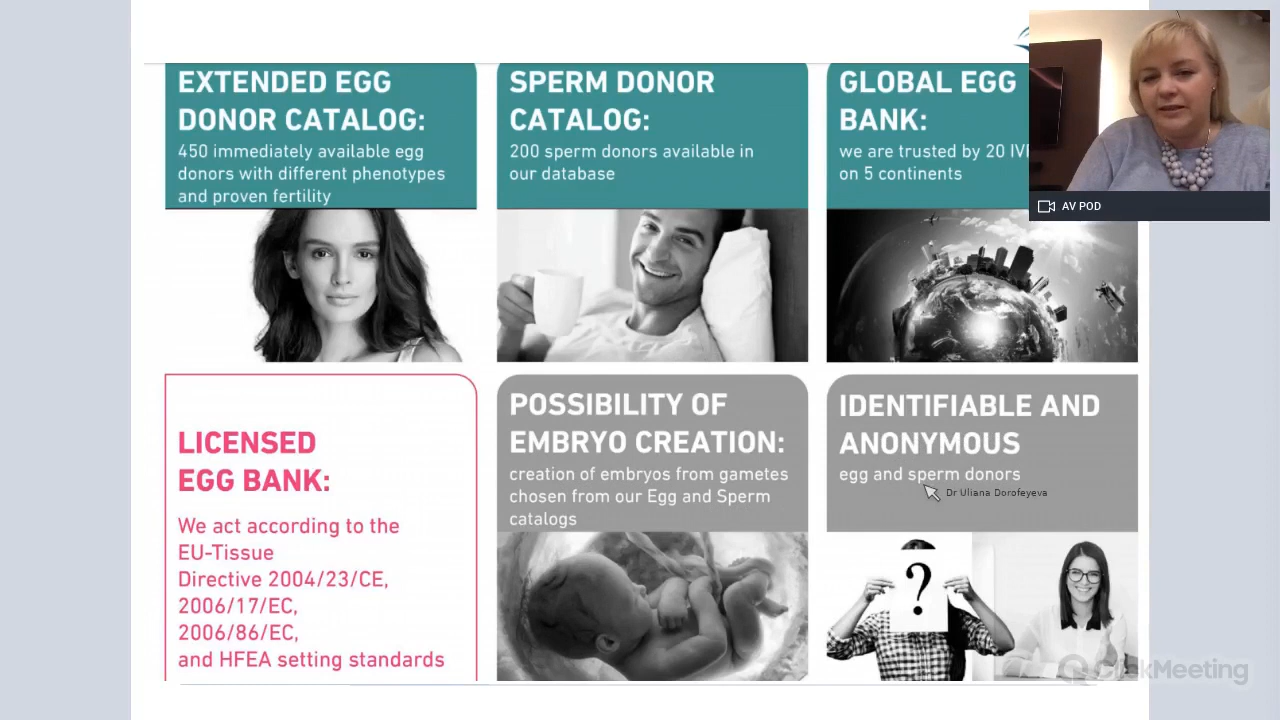 EXTENDED EGG
DONOR CATALOG:
450 immediately available egg
donors with different phenotypes
and proven fertility
SPERM DONOR
CATALOG:
200 sperm donors available in
our database
GLOBAL EGG
BANK:
we are trusted by 20
on 5 continents
AV POD
LICENSED
EGG BANK:
We act according to the
EU-Tissue
Directive 2004/23/CE,
2006/17/EC,
2006/86/EC,
and HFEA setting standards
POSSIBILITY OF
EMBRYO CREATION:
creation of embryos from gametes
chosen from our Egg and Sperm
catalogs
IDENTIFIABLE AND
ANONYMOUS
egg and sperm donors
Dr Uliana Dorofeyeva
?
ClickMeeting